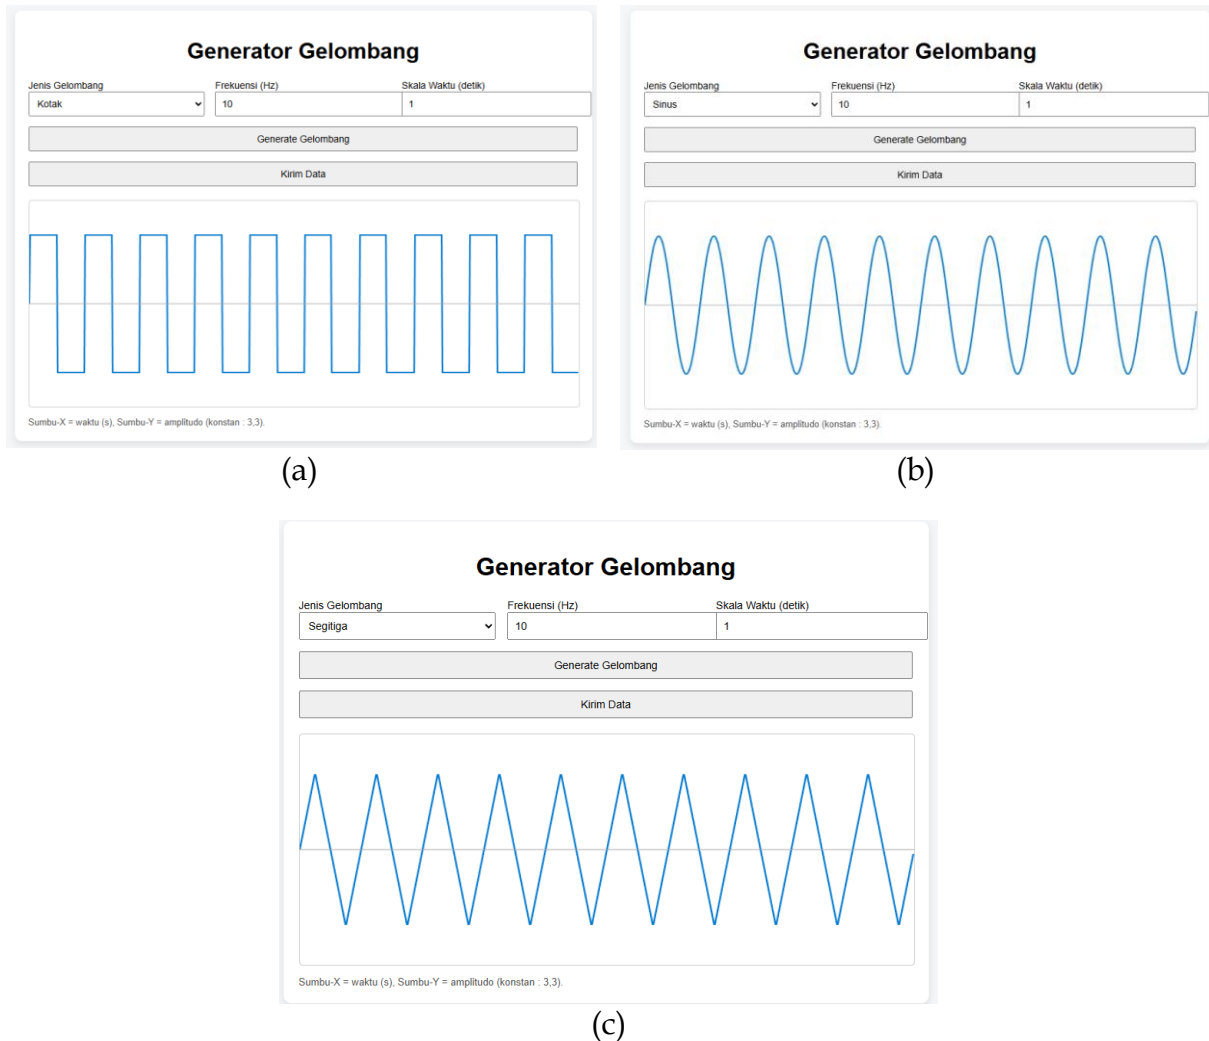 Generator Gelombang
Jenis Gelombang Frekuensi (Hz) Skala Waktu (detik)
Kotak 10 1
Generate Gelombang
Kirim Data
Sumbu-X = waktu (s), Sumbu-Y = amplitudo (konstan : 3,3).
(a)
Generator Gelombang
Jenis Gelombang Frekuensi (Hz) Skala Waktu (detik)
Sinus 10 1
Generate Gelombang
Kirim Data
Sumbu-X = waktu (s), Sumbu-Y = amplitudo (konstan : 3,3).
(b)
Generator Gelombang
Jenis Gelombang Frekuensi (Hz) Skala Waktu (detik)
Segitiga 10 1
Generate Gelombang
Kirim Data
Sumbu-X = waktu (s), Sumbu-Y = amplitudo (konstan : 3,3).
(c)